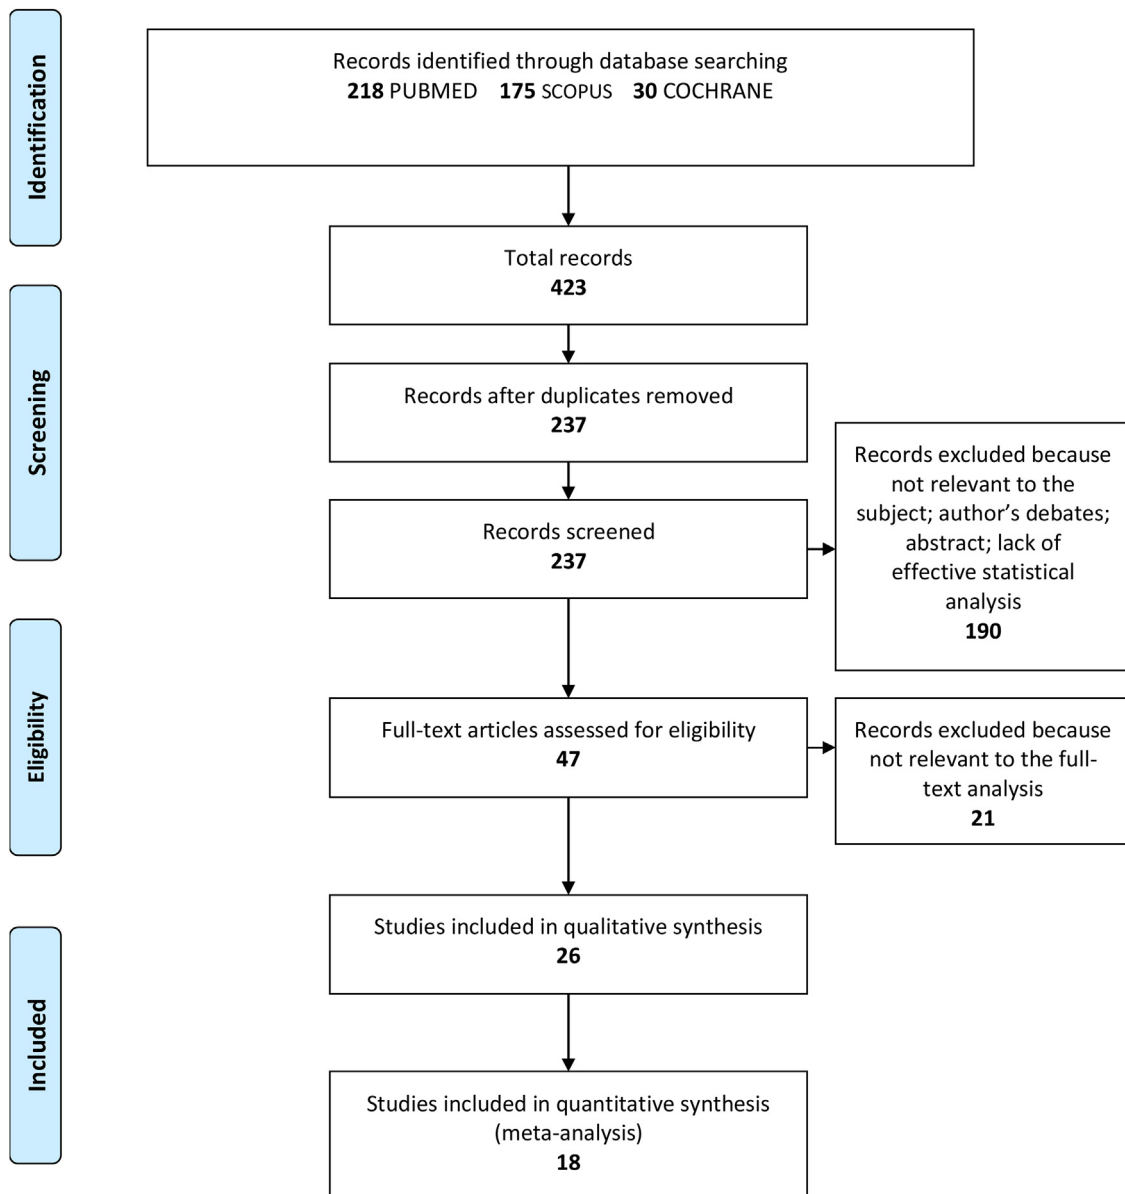 Identification
Records identified through database searching
218 PUBMED 175 SCOPUS 30 COCHRANE
Total records
423
Screening
Records after duplicates removed
237
Records screened
237
Records excluded because
not relevant to the
subject; author’s debates;
abstract; lack of
effective statistical
analysis
190
Eligibility
Full-text articles assessed for eligibility
47
Records excluded because
not relevant to the full-
text analysis
21
Studies included in qualitative synthesis
26
Included
Studies included in quantitative synthesis
(meta-analysis)
18